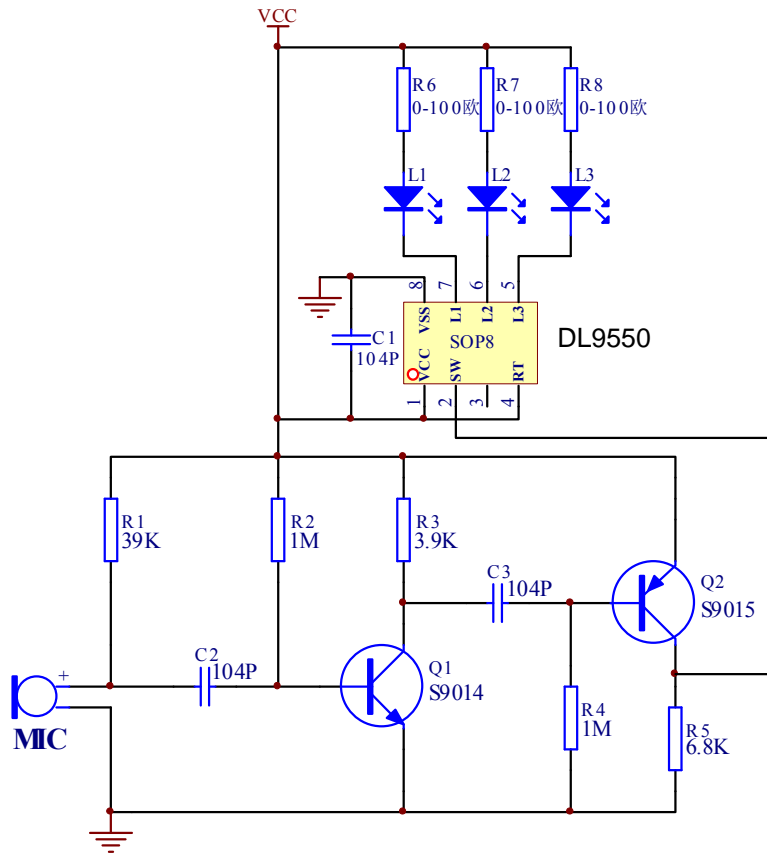 VCC
R6
0-100欧
R7
0-100欧
R8
0-100欧
L1
L2
L3
8
7
6
5
VSS
L1
L2
L3
C1
104P
SOP8
DL9550
VCC
SW
RT
1
2
3
4
R1
39K
R2
1M
R3
3.9K
C3
104P
Q2
S9015
C2
104P
Q1
S9014
+
MIC
R4
1M
R5
6.8K